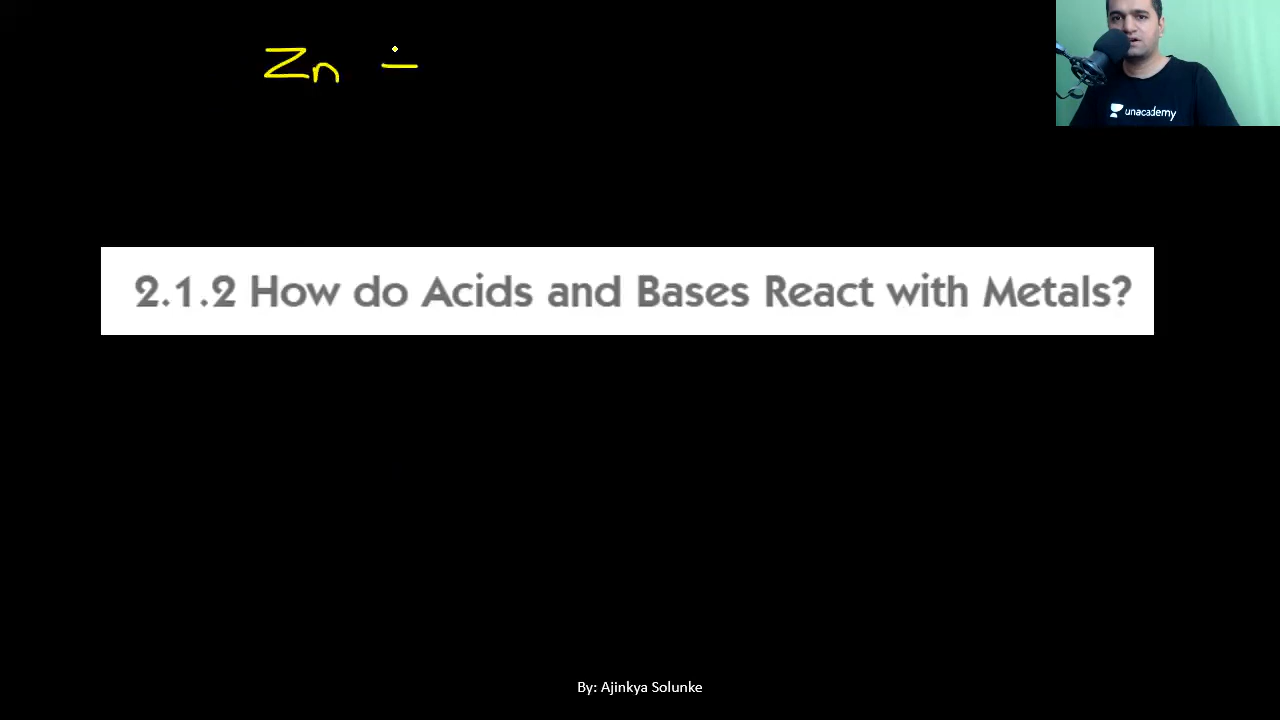 Zn
unacademy
2.1.2 How do Acids and Bases React with Metals?
By: Ajinkya Solunke